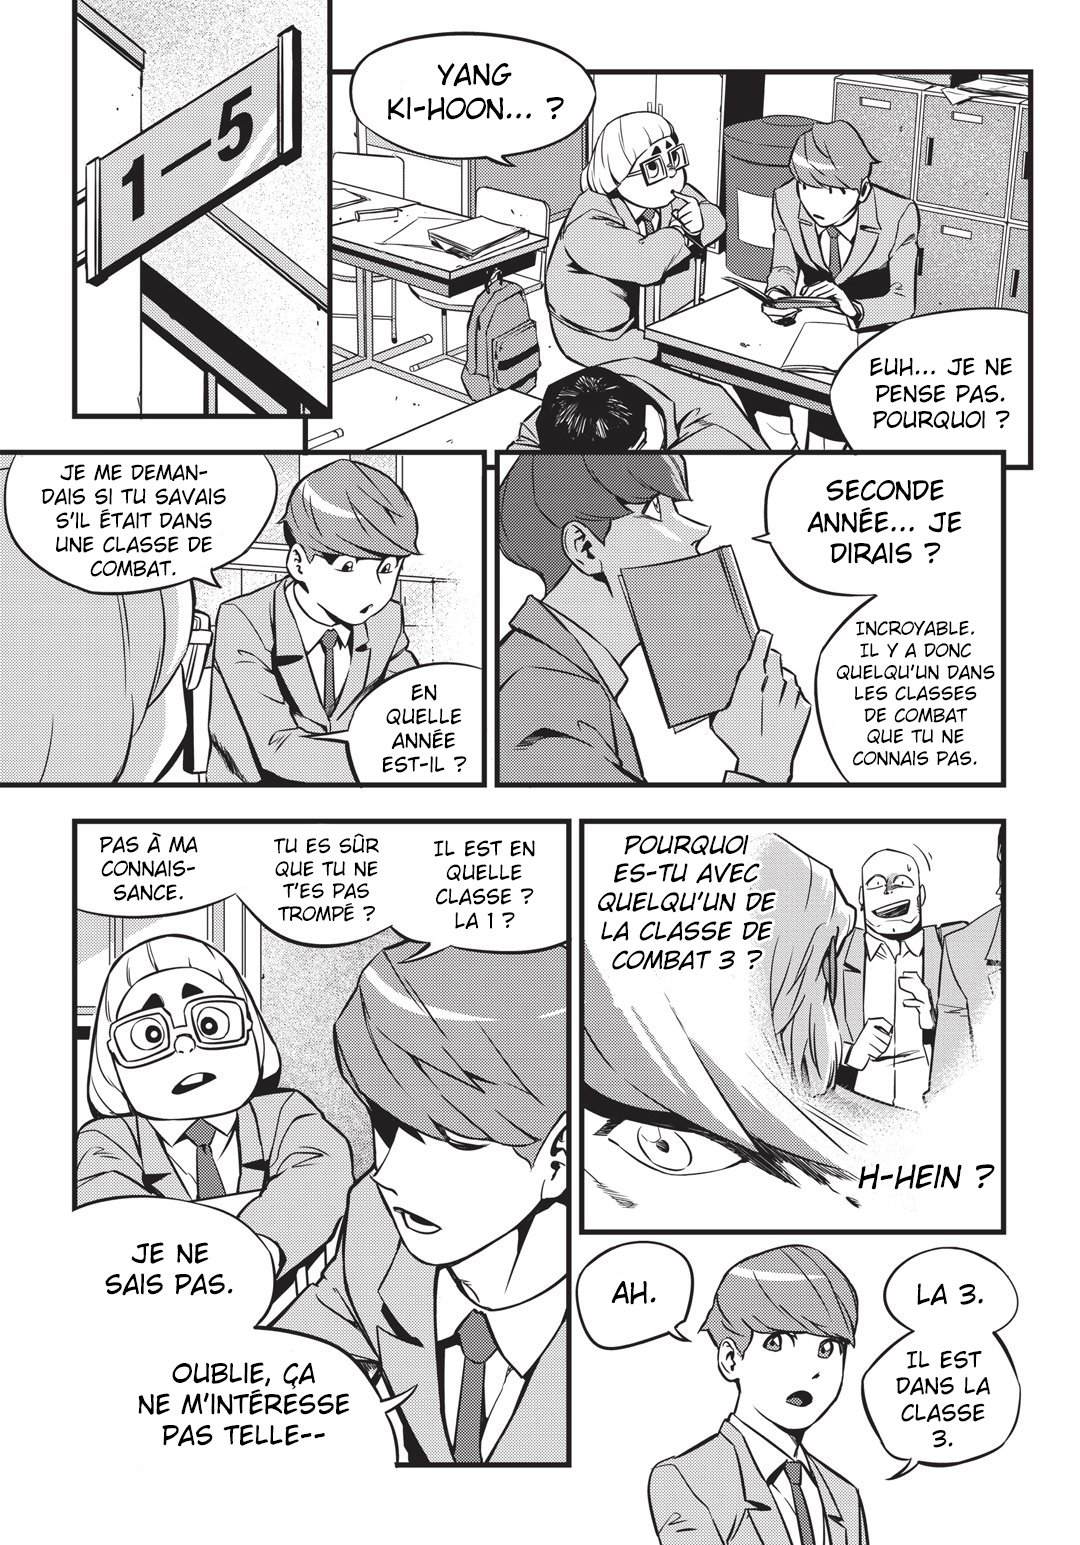 1-5
YANG
KI-HOON... ?
EUH... JE NE
PENSE PAS.
POURQUOI ?
JE ME DEMAN-
DAIS SI TU SAVAIS
S'IL ÉTAIT DANS
UNE CLASSE DE
COMBAT.
EN
QUELLE
ANNÉE
EST-IL ?
SECONDE
ANNÉE... JE
DIRAIS ?
INCROYABLE.
IL Y A DONC
QUELQU'UN DANS
LES CLASSES
DE COMBAT
QUE TU NE
CONNAIS PAS.
PAS À MA
CONNAIS-
SANCE.
TU ES SÛR
QUE TU NE
T'ES PAS
TROMPÉ ?
IL EST EN
QUELLE
CLASSE ?
LA 1 ?
JE NE
SAIS PAS.
OUBLIE, ÇA
NE M'INTÉRESSE
PAS TELLE--
POURQUOI
ES-TU AVEC
QUELQU'UN DE
LA CLASSE DE
COMBAT 3 ?
H-HEIN ?
AH.
LA 3.
IL EST
DANS LA
CLASSE
3.